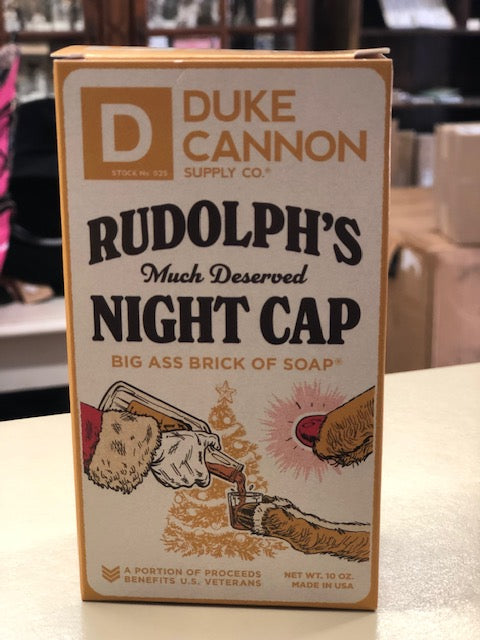 D
STOCK No. 025
DUKE
CANNON
SUPPLY CO.®
RUDOLPH'S
Much Deserved
NIGHT CAP
BIG ASS BRICK OF SOAP®
A PORTION OF PROCEEDS
BENEFITS U.S. VETERANS
NET WT. 10 OZ.
MADE IN USA